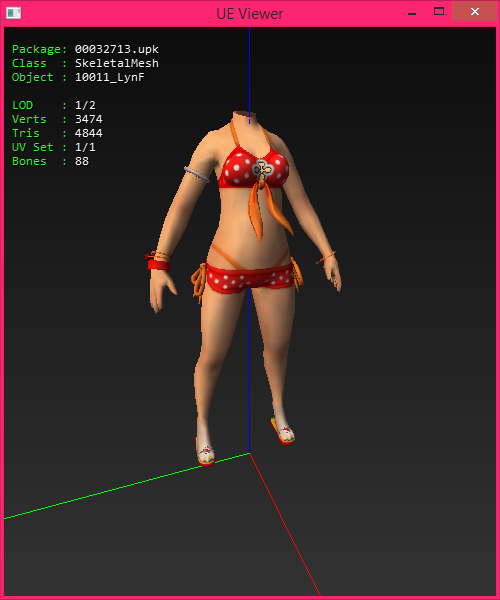 UE Viewer
Package: 00032713.upk
Class  : SkeletalMesh
Object : 10011_LynF
LOD    : 1/2
Verts  : 3474
Tris   : 4844
UV Set : 1/1
Bones  : 88